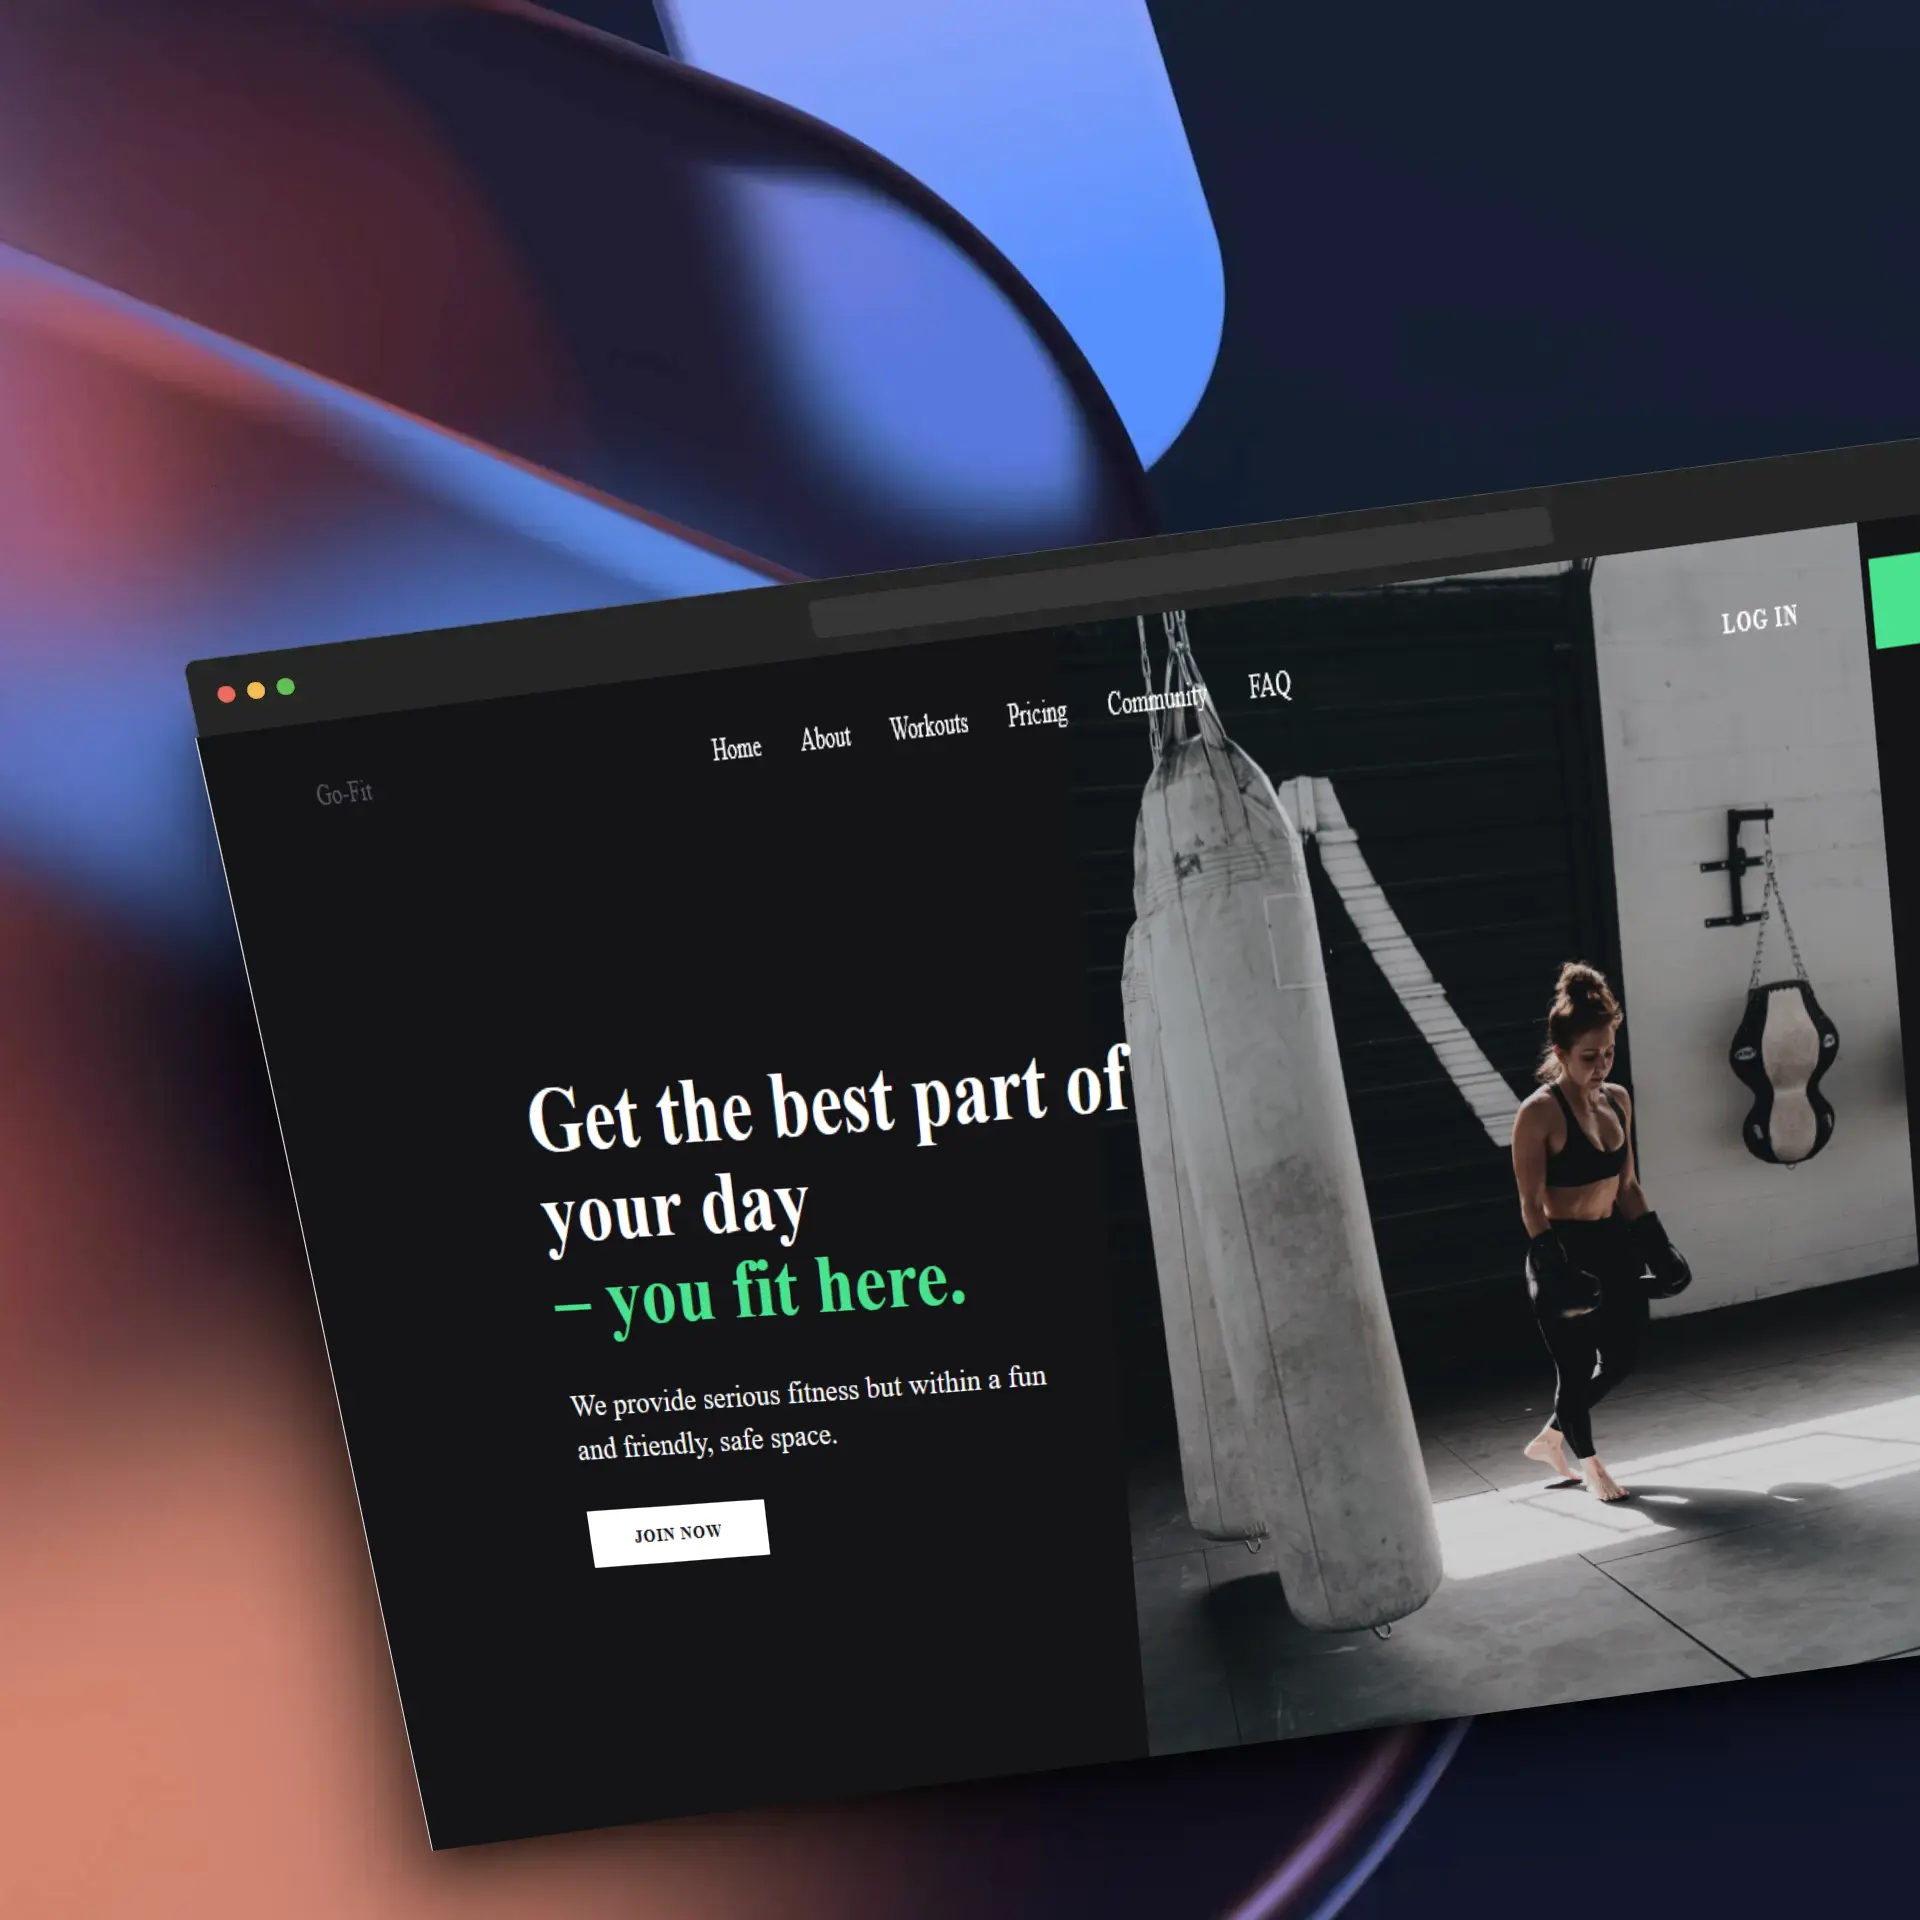 Go-Fit
Home About Workouts Pricing Community FAQ
LOG IN
Get the best part of
your day
– you fit here.
We provide serious fitness but within a fun
and friendly, safe space.
JOIN NOW